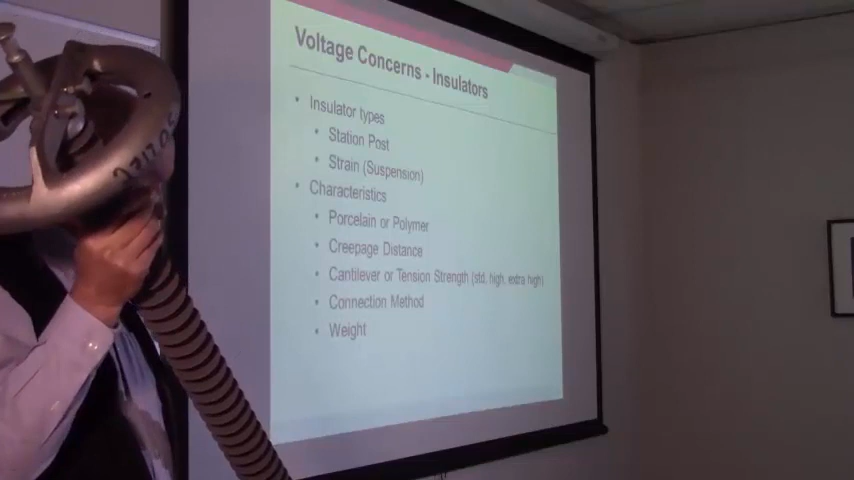 Voltage Concerns - Insulators
• Insulator types
• Station Post
• Strain (Suspension)
• Characteristics
• Porcelain or Polymer
• Creepage Distance
• Cantilever or Tension Strength (std, high, extra high)
• Connection Method
• Weight